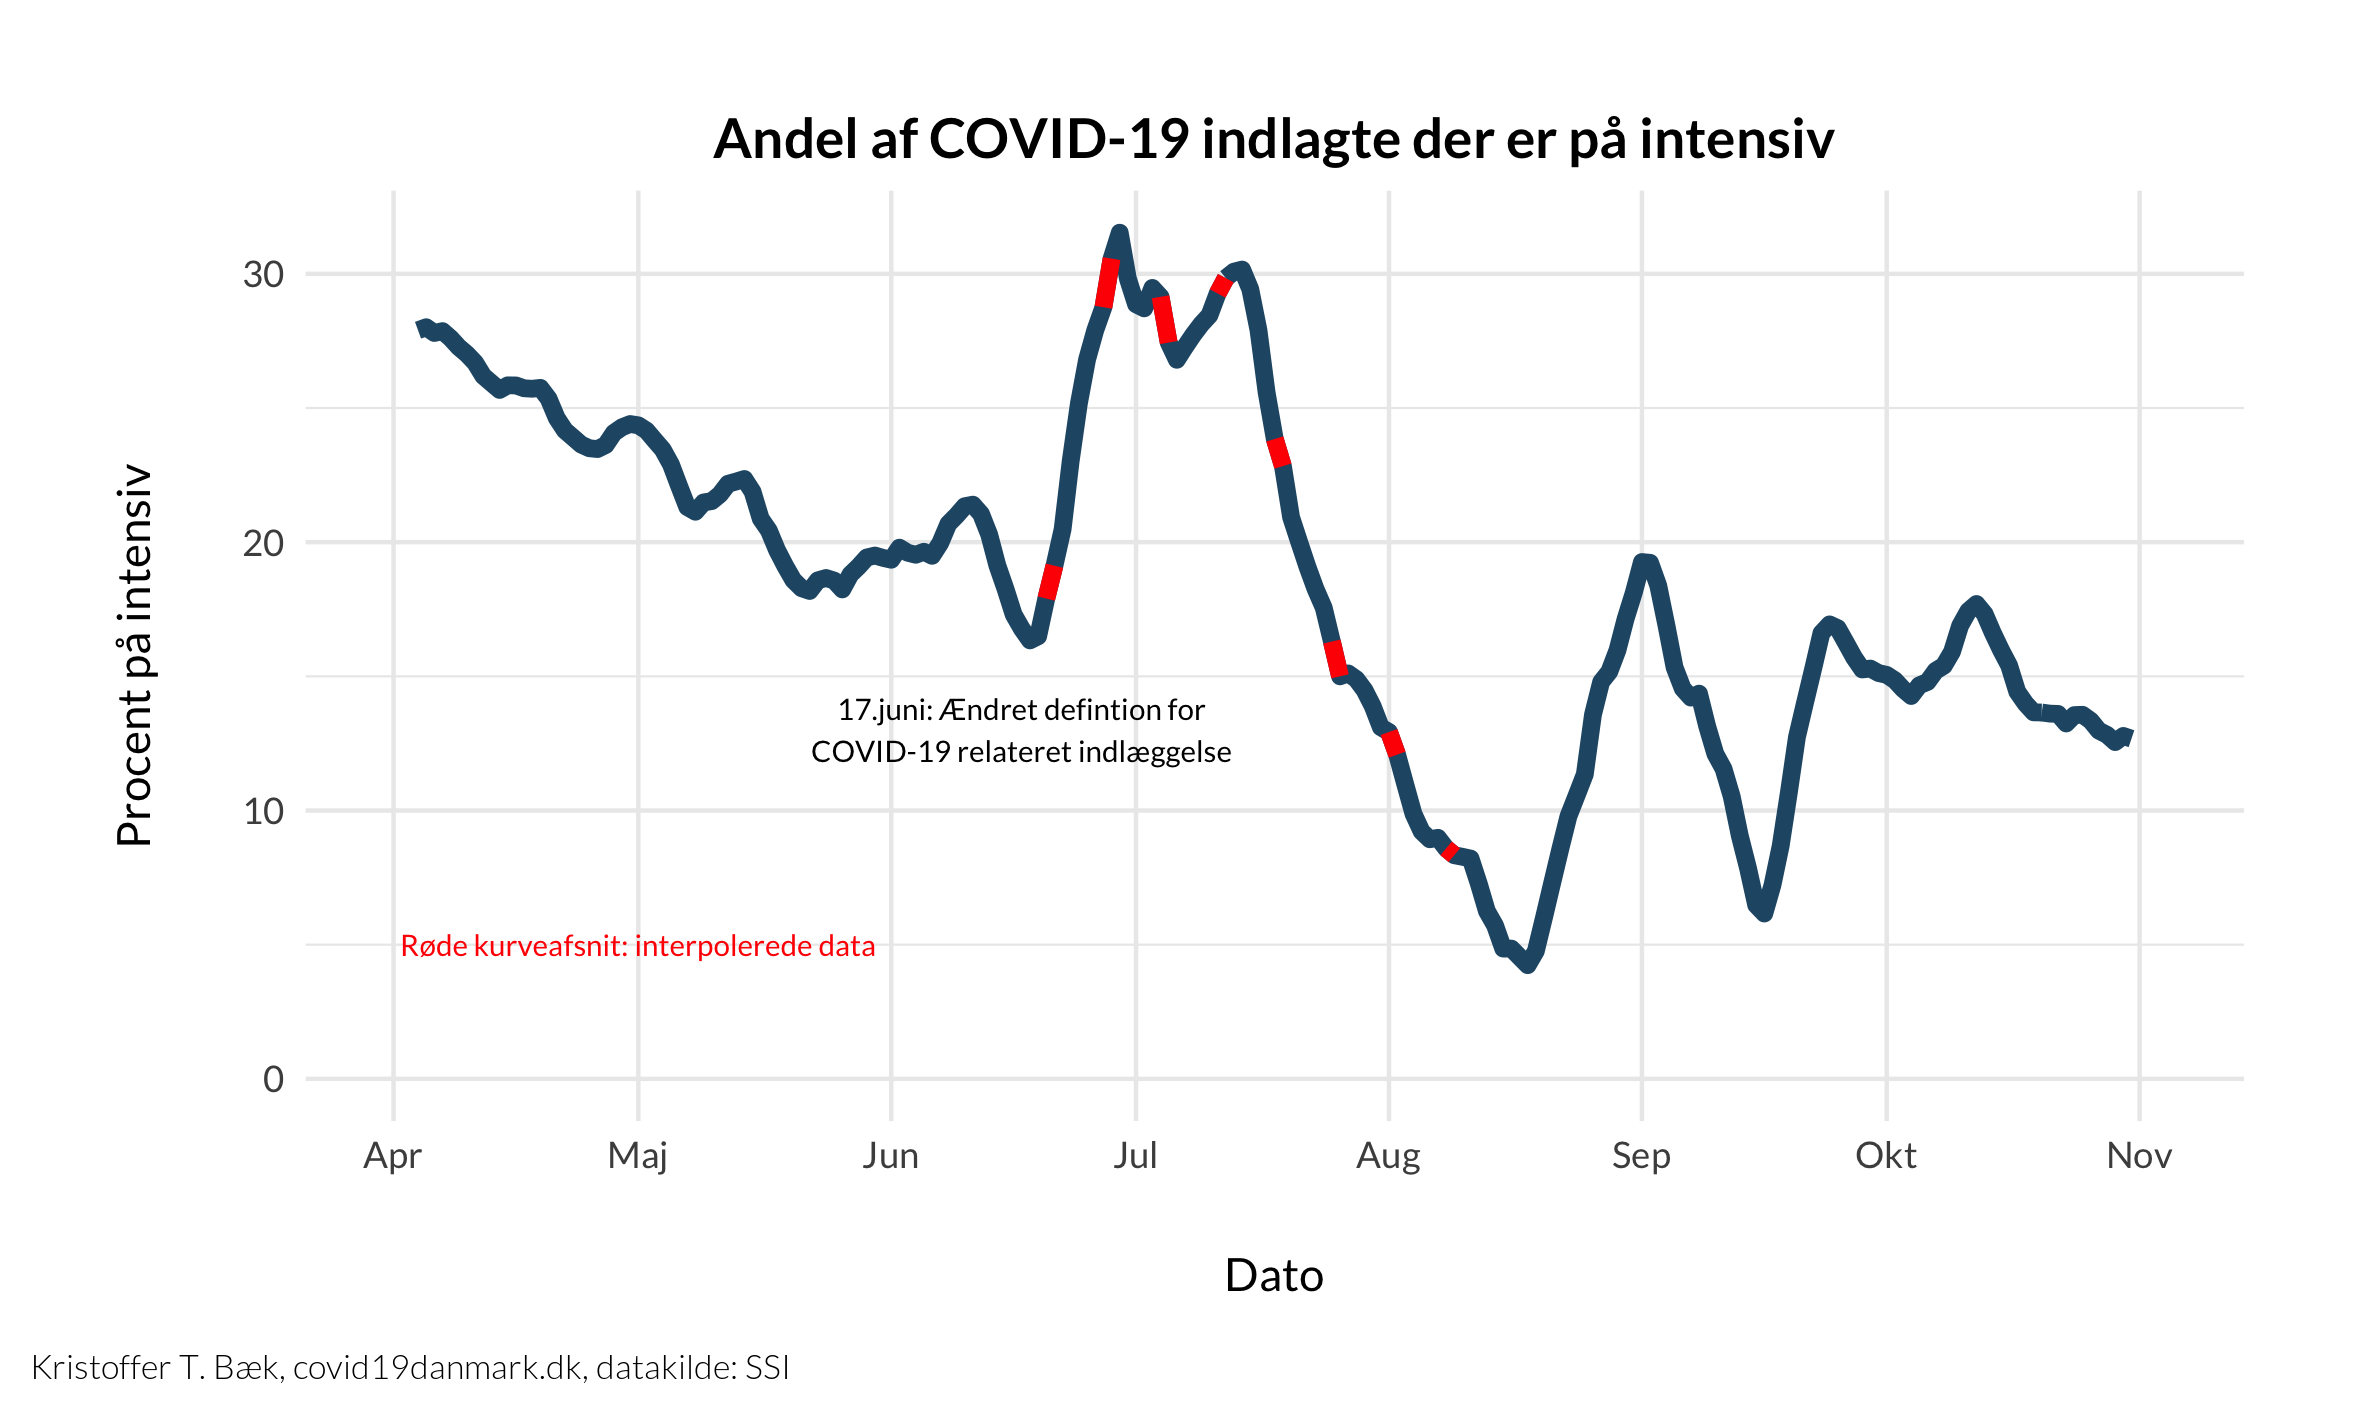 Andel af COVID-19 indlagte der er på intensiv
Procent på intensiv
30
20
10
0
17.juni: Ændret defintion for
COVID-19 relateret indlæggelse
Røde kurveafsnit: interpolerede data
Apr Maj Jun Jul Aug Sep Okt Nov
Dato
Kristoffer T. Bæk, covid19danmark.dk, datakilde: SSI